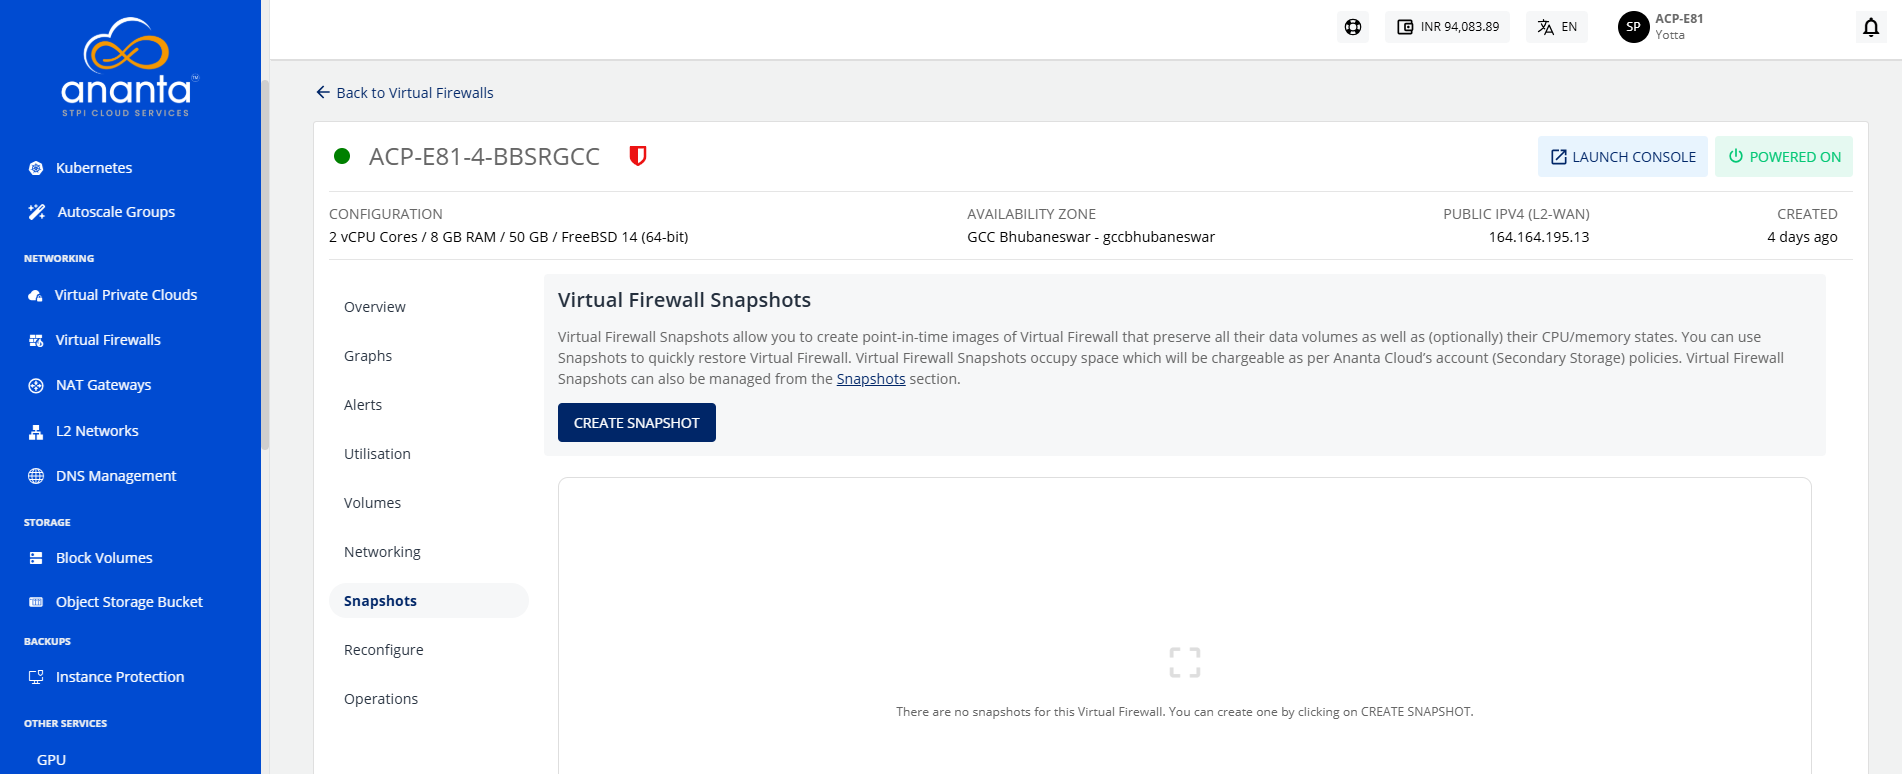 ananta
TM
STPI CLOUD SERVICES
Kubernetes
Autoscale Groups
NETWORKING
Virtual Private Clouds
Virtual Firewalls
NAT Gateways
L2 Networks
DNS Management
STORAGE
Block Volumes
Object Storage Bucket
BACKUPS
Instance Protection
OTHER SERVICES
GPU
INR 94,083.89
EN
SP
ACP-E81
Yotta
Back to Virtual Firewalls
ACP-E81-4-BBSRGCC
LAUNCH CONSOLE
POWERED ON
CONFIGURATION
2 vCPU Cores / 8 GB RAM / 50 GB / FreeBSD 14 (64-bit)
AVAILABILITY ZONE
GCC Bhubaneswar - gccbhubaneswar
PUBLIC IPV4 (L2-WAN)
164.164.195.13
CREATED
4 days ago
Overview
Graphs
Alerts
Utilisation
Volumes
Networking
Snapshots
Reconfigure
Operations
Virtual Firewall Snapshots
Virtual Firewall Snapshots allow you to create point-in-time images of Virtual Firewall that preserve all their data volumes as well as (optionally) their CPU/memory states. You can use
Snapshots to quickly restore Virtual Firewall. Virtual Firewall Snapshots occupy space which will be chargeable as per Ananta Cloud’s account (Secondary Storage) policies. Virtual Firewall
Snapshots can also be managed from the Snapshots section.
CREATE SNAPSHOT
There are no snapshots for this Virtual Firewall. You can create one by clicking on CREATE SNAPSHOT.